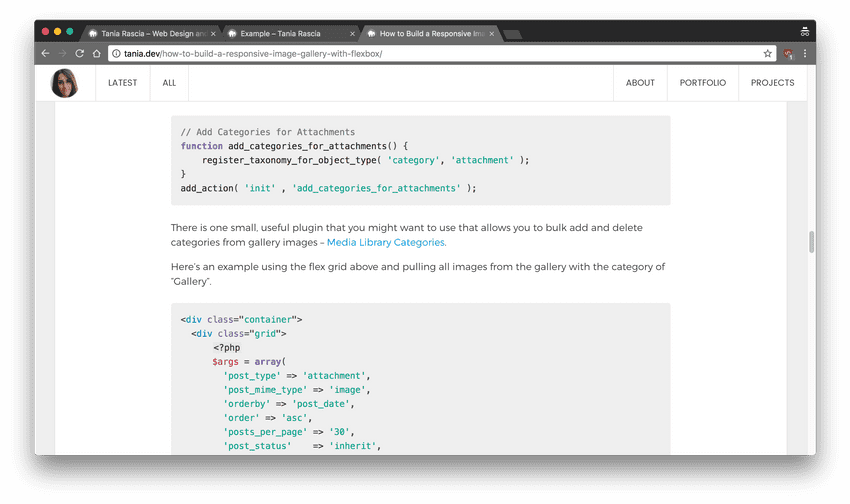 Tania Rascia – Web Design and
Example – Tania Rascia
How to Build a Responsive Ima
tania.dev/how-to-build-a-responsive-image-gallery-with-flexbox/
1
LATEST
ALL
ABOUT
PORTFOLIO
PROJECTS
// Add Categories for Attachments
function add_categories_for_attachments() {
    register_taxonomy_for_object_type( 'category', 'attachment' );
}
add_action( 'init' , 'add_categories_for_attachments' );
There is one small, useful plugin that you might want to use that allows you to bulk add and delete
categories from gallery images – Media Library Categories.
Here's an example using the flex grid above and pulling all images from the gallery with the category of
"Gallery".
<div class="container">
  <div class="grid">
      <?php
      $args = array(
        'post_type' => 'attachment',
        'post_mime_type' => 'image',
        'orderby' => 'post_date',
        'order' => 'asc',
        'posts_per_page' => '30',
        'post_status'    => 'inherit',